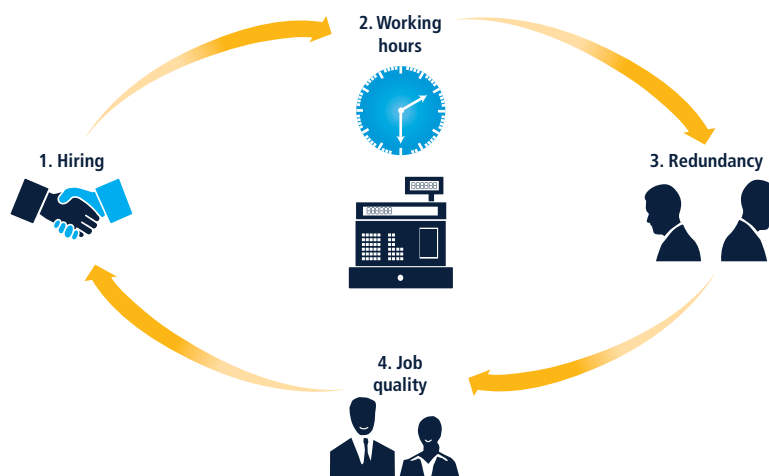 2. Working
hours
1. Hiring
3. Redundancy
4. Job
quality